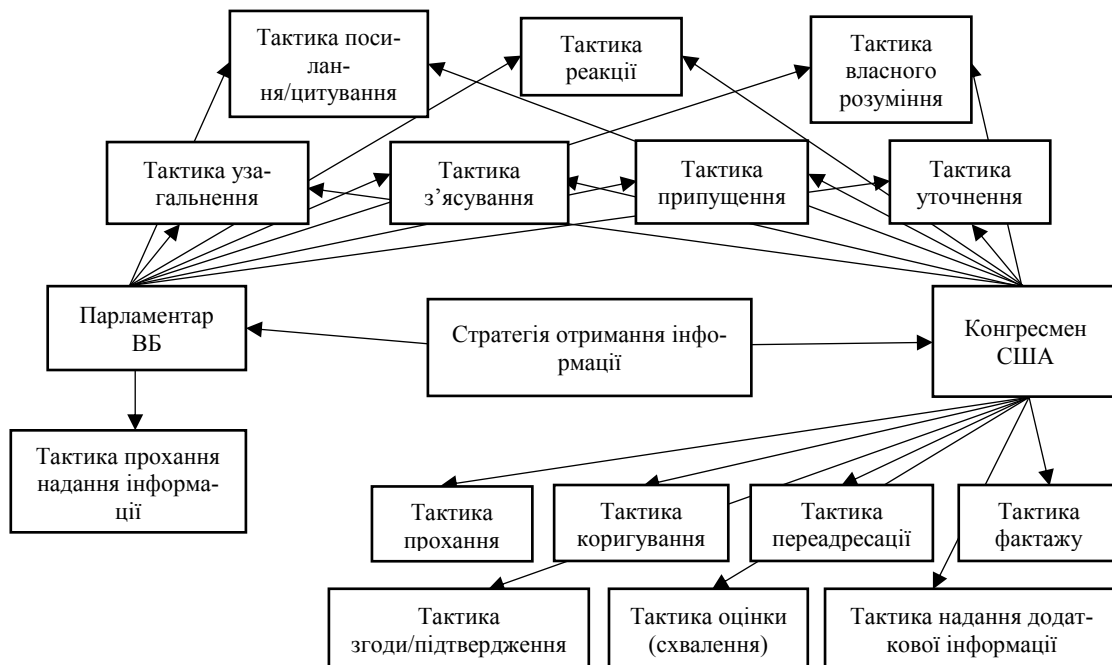 Тактика поси-
лан-
ня/цитування
Тактика
реакції
Тактика
власного
розуміння
Тактика уза-
гальнення
Тактика
з’ясування
Тактика
припущення
Тактика
уточнення
Парламентар
ВБ
Стратегія отримання інфо-
рмації
Конгресмен
США
Тактика прохання
надання інформа-
ції
Тактика
прохання
Тактика
коригування
Тактика
переадресації
Тактика
фактажу
Тактика
згоди/підтвердження
Тактика оцінки
(схвалення)
Тактика надання додат-
кової інформації